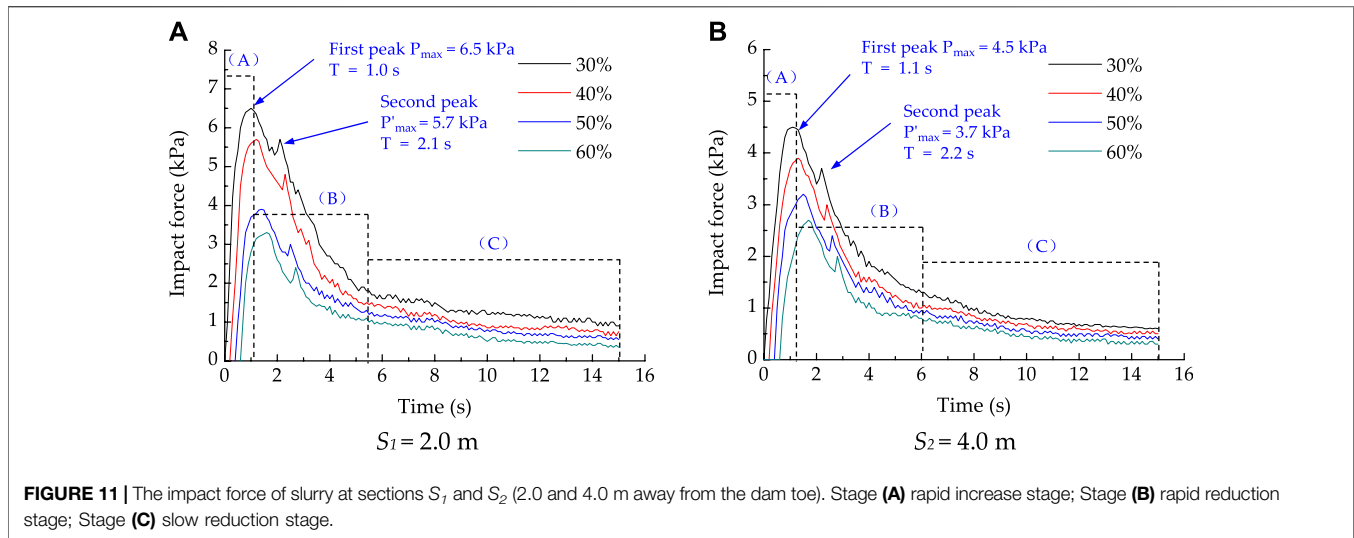 A
First peak Pmax = 6.5 kPa
T = 1.0 s
(A)
Second peak
P'max = 5.7 kPa
T = 2.1 s
30%
40%
50%
60%
(B)
(C)
Impact force (kPa)
8
7
6
5
4
3
2
1
0
0 2 4 6 8 10 12 14 16
Time (s)
S1 = 2.0 m
B
First peak Pmax = 4.5 kPa
T = 1.1 s
(A)
Second peak
P'max = 3.7 kPa
T = 2.2 s
30%
40%
50%
60%
(B)
(C)
Impact force (kPa)
6
5
4
3
2
1
0
0 2 4 6 8 10 12 14 16
Time (s)
S2 = 4.0 m
FIGURE 11 | The impact force of slurry at sections S1 and S2 (2.0 and 4.0 m away from the dam toe). Stage (A) rapid increase stage; Stage (B) rapid reduction
stage; Stage (C) slow reduction stage.